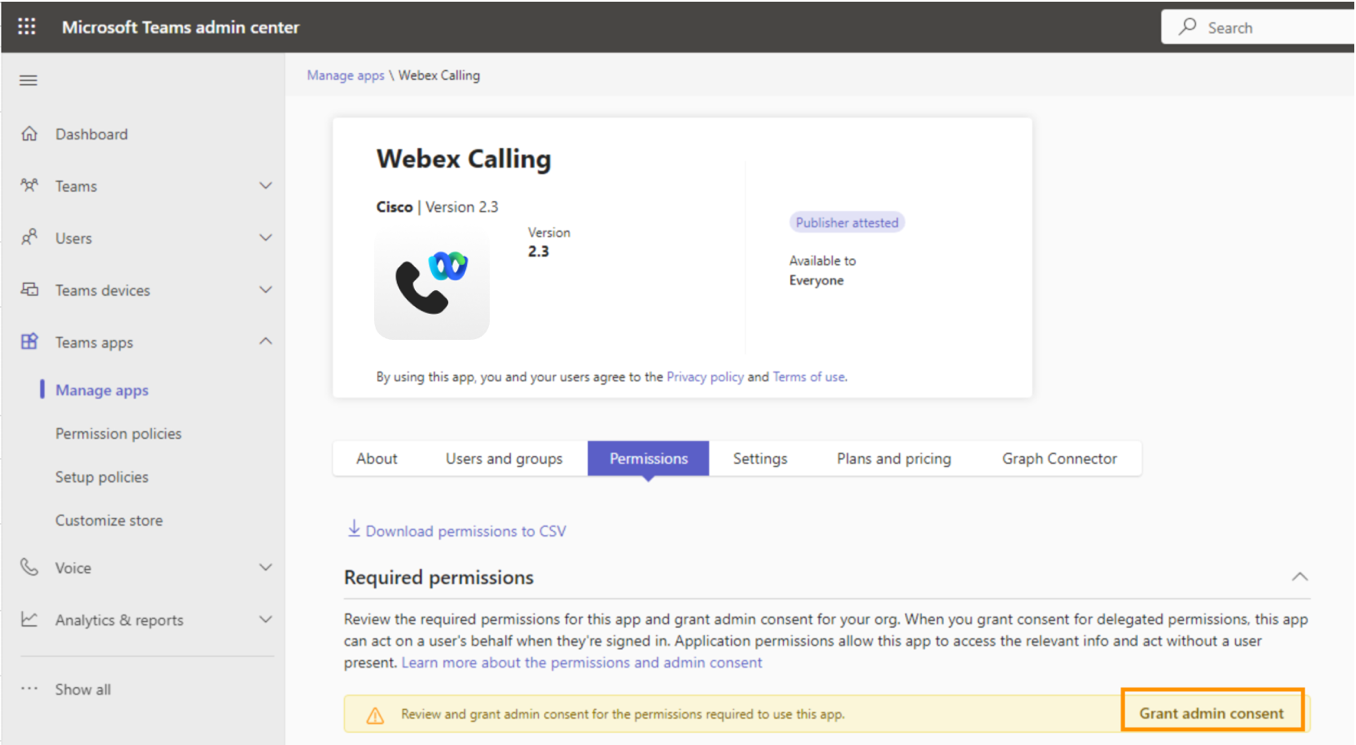 Microsoft Teams admin center
Search
Manage apps \ Webex Calling
Dashboard
Teams
Users
Teams devices
Teams apps
Manage apps
Permission policies
Setup policies
Customize store
Voice
Analytics & reports
Show all
Webex Calling
Cisco | Version 2.3
Version
2.3
Publisher attested
Available to
Everyone
By using this app, you and your users agree to the Privacy policy and Terms of use.
About Users and groups Permissions Settings Plans and pricing Graph Connector
Download permissions to CSV
Required permissions
Review the required permissions for this app and grant admin consent for your org. When you grant consent for delegated permissions, this app
can act on a user's behalf when they're signed in. Application permissions allow this app to access the relevant info and act without a user
present. Learn more about the permissions and admin consent
Review and grant admin consent for the permissions required to use this app.
Grant admin consent